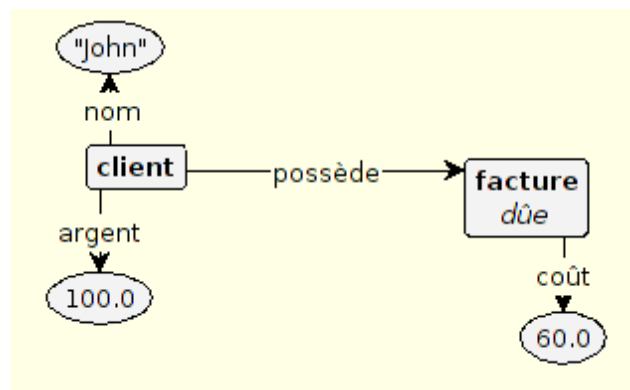 "John"
nom
client
possède
facture
dûe
argent
coût
100.0
60.0